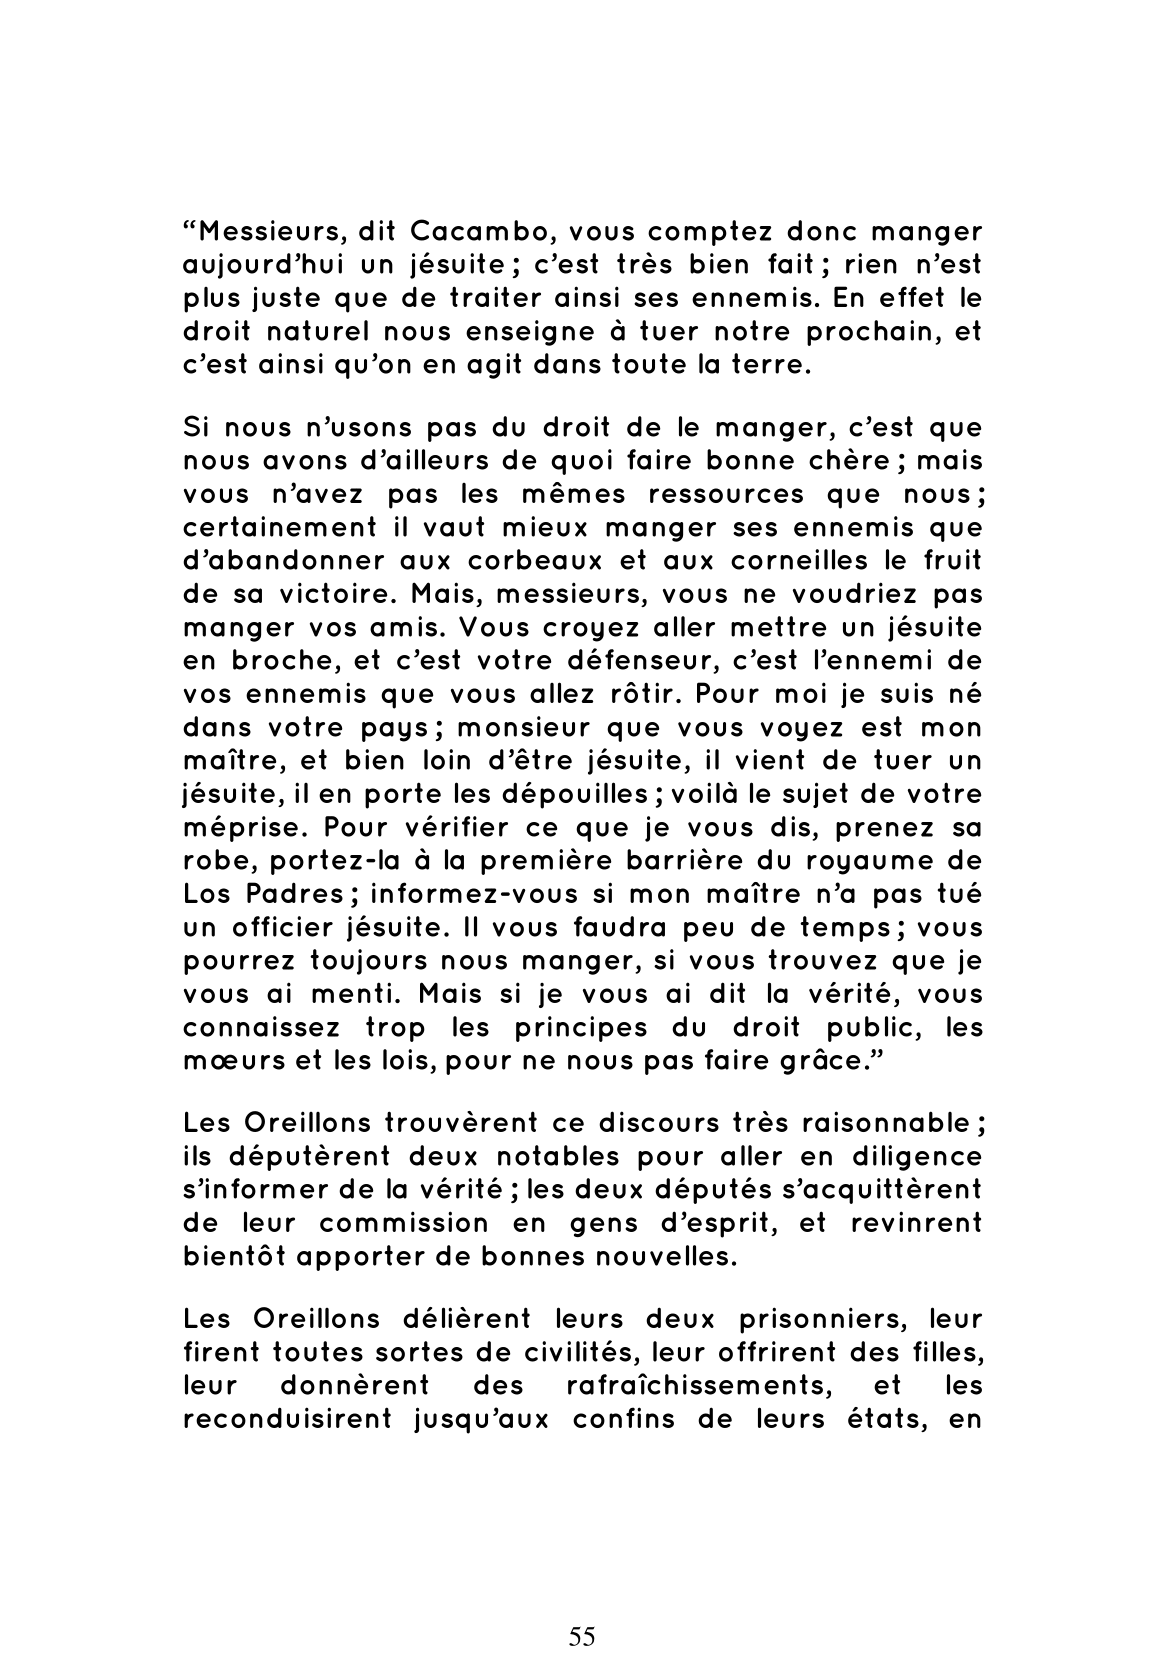 “Messieurs, dit Cacambo, vous comptez donc manger
aujourd’hui un jésuite ; c’est très bien fait ; rien n’est
plus juste que de traiter ainsi ses ennemis. En effet le
droit naturel nous enseigne à tuer notre prochain, et
c’est ainsi qu’on en agit dans toute la terre.
Si nous n’usons pas du droit de le manger, c’est que
nous avons d’ailleurs de quoi faire bonne chère ; mais
vous n’avez pas les mêmes ressources que nous ;
certainement il vaut mieux manger ses ennemis que
d’abandonner aux corbeaux et aux corneilles le fruit
de sa victoire. Mais, messieurs, vous ne voudriez pas
manger vos amis. Vous croyez aller mettre un jésuite
en broche, et c’est votre défenseur, c’est l’ennemi de
vos ennemis que vous allez rôtir. Pour moi je suis né
dans votre pays ; monsieur que vous voyez est mon
maître, et bien loin d’être jésuite, il vient de tuer un
jésuite, il en porte les dépouilles ; voilà le sujet de votre
méprise. Pour vérifier ce que je vous dis, prenez sa
robe, portez-la à la première barrière du royaume de
Los Padres ; informez-vous si mon maître n’a pas tué
un officier jésuite. Il vous faudra peu de temps ; vous
pourrez toujours nous manger, si vous trouvez que je
vous ai menti. Mais si je vous ai dit la vérité, vous
connaissez trop les principes du droit public, les
mœurs et les lois, pour ne nous pas faire grâce.”
Les Oreillons trouvèrent ce discours très raisonnable ;
ils députèrent deux notables pour aller en diligence
s’informer de la vérité ; les deux députés s’acquittèrent
de leur commission en gens d’esprit, et revinrent
bientôt apporter de bonnes nouvelles.
Les Oreillons délièrent leurs deux prisonniers, leur
firent toutes sortes de civilités, leur offrirent des filles,
leur donnèrent des rafraîchissements, et les
reconduisirent jusqu’aux confins de leurs états, en
55